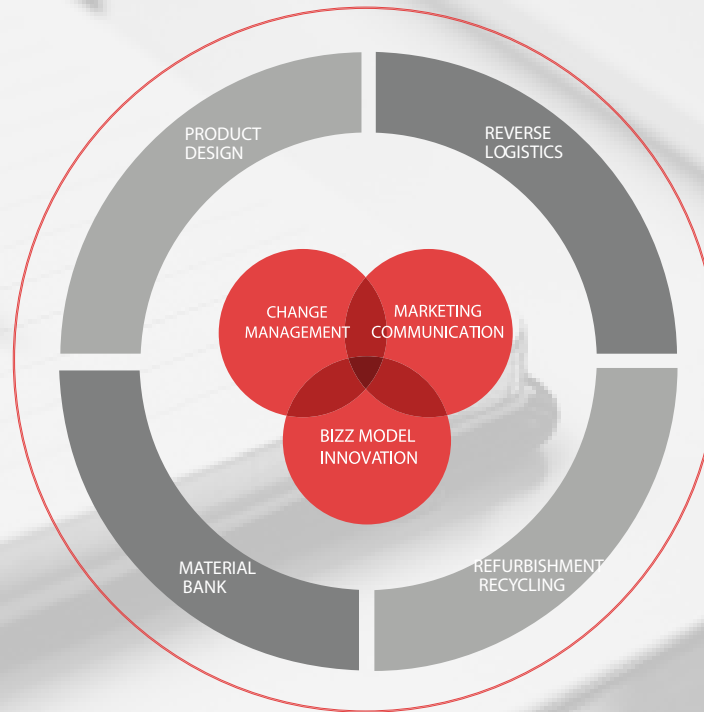 PRODUCT
DESIGN
REVERSE
LOGISTICS
CHANGE
MANAGEMENT
MARKETING
COMMUNICATION
BIZZ MODEL
INNOVATION
MATERIAL
BANK
REFURBISHMENT
RECYCLING